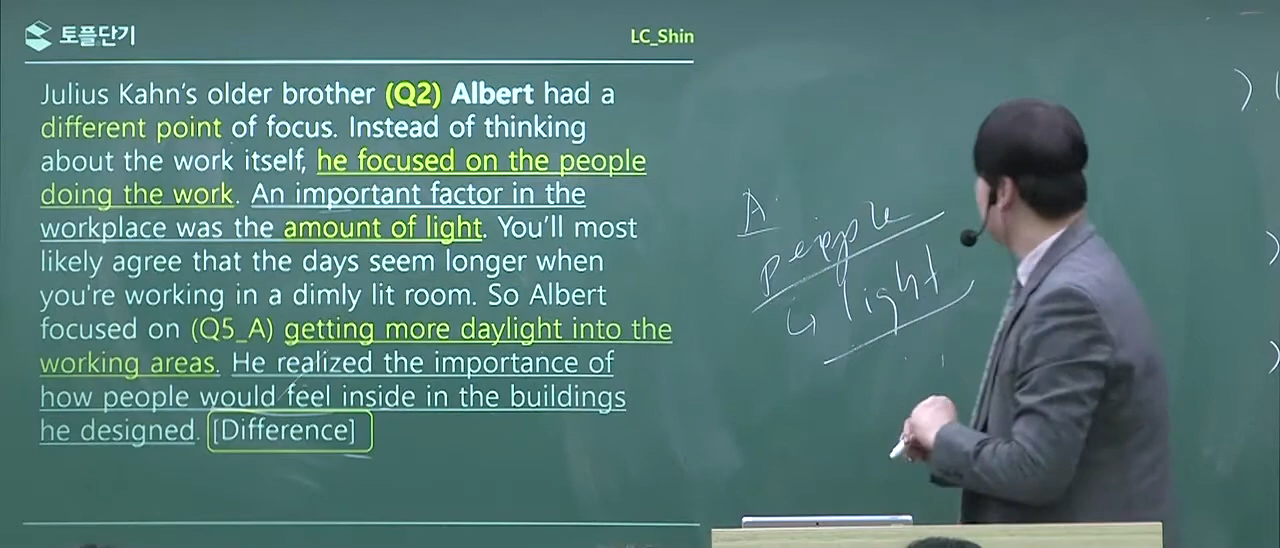 토플단기
LC_Shin
Julius Kahn's older brother (Q2) Albert had a
different point of focus. Instead of thinking
about the work itself, he focused on the people
doing the work. An important factor in the
workplace was the amount of light. You'll most
likely agree that the days seem longer when
you're working in a dimly lit room. So Albert
focused on (Q5_A) getting more daylight into the
working areas. He realized the importance of
how people would feel inside in the buildings
he designed. [Difference]
A:
people
↳ light